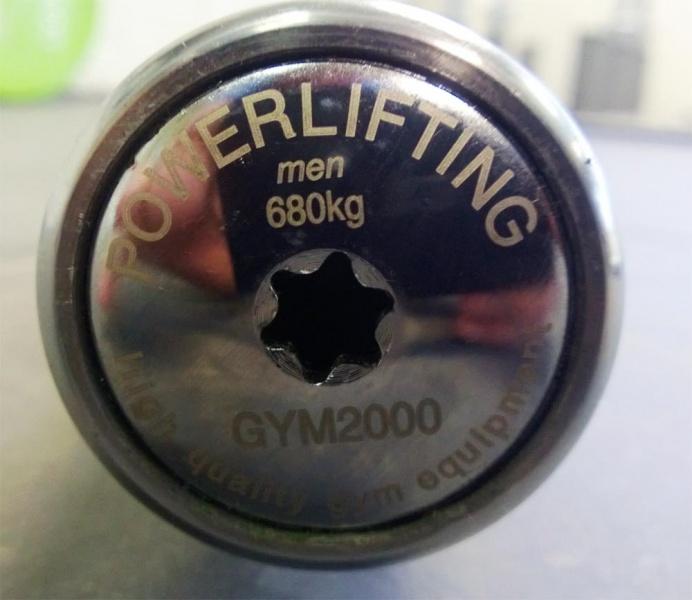 POWERLIFTING
men
680kg
GYM2000
High quality gym equipment